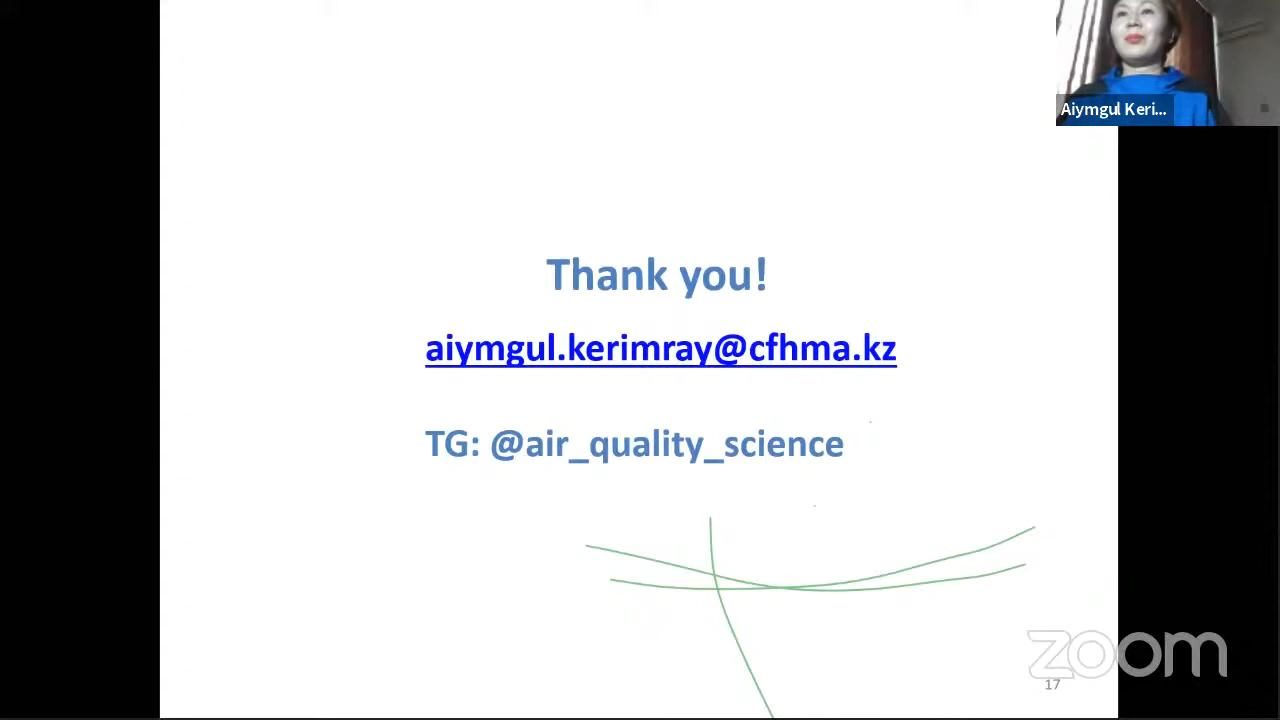 Aiymgul Keri...
Thank you!
aiymgul.kerimray@cfhma.kz
TG: @air_quality_science
zoom
17